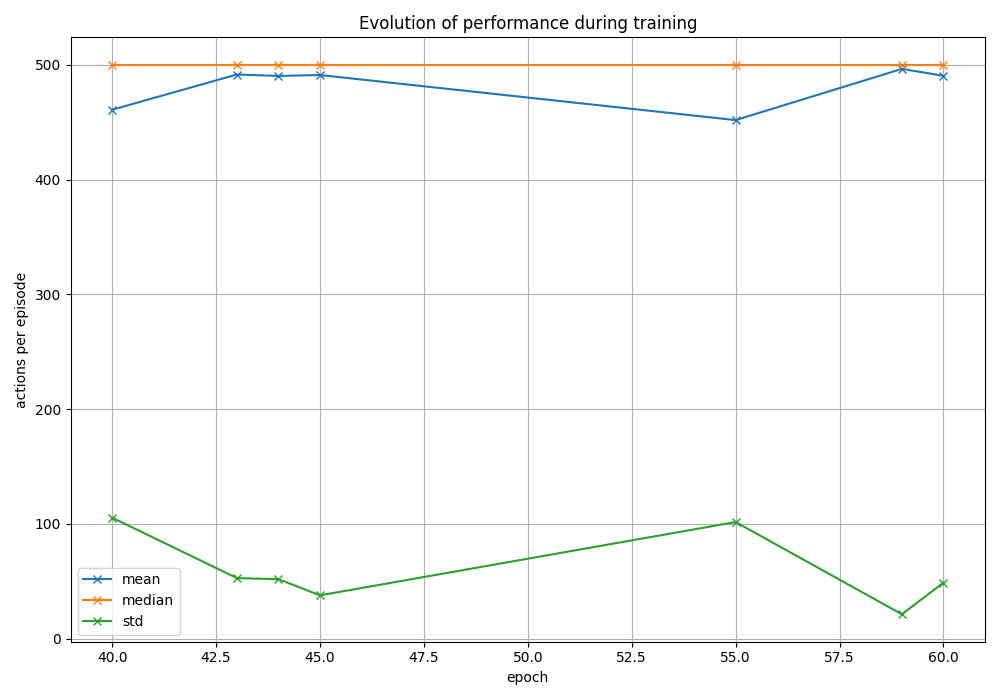 Evolution of performance during training
actions per episode
500
400
300
200
100
0
mean
median
std
40.0 42.5 45.0 47.5 50.0 52.5 55.0 57.5 60.0
epoch